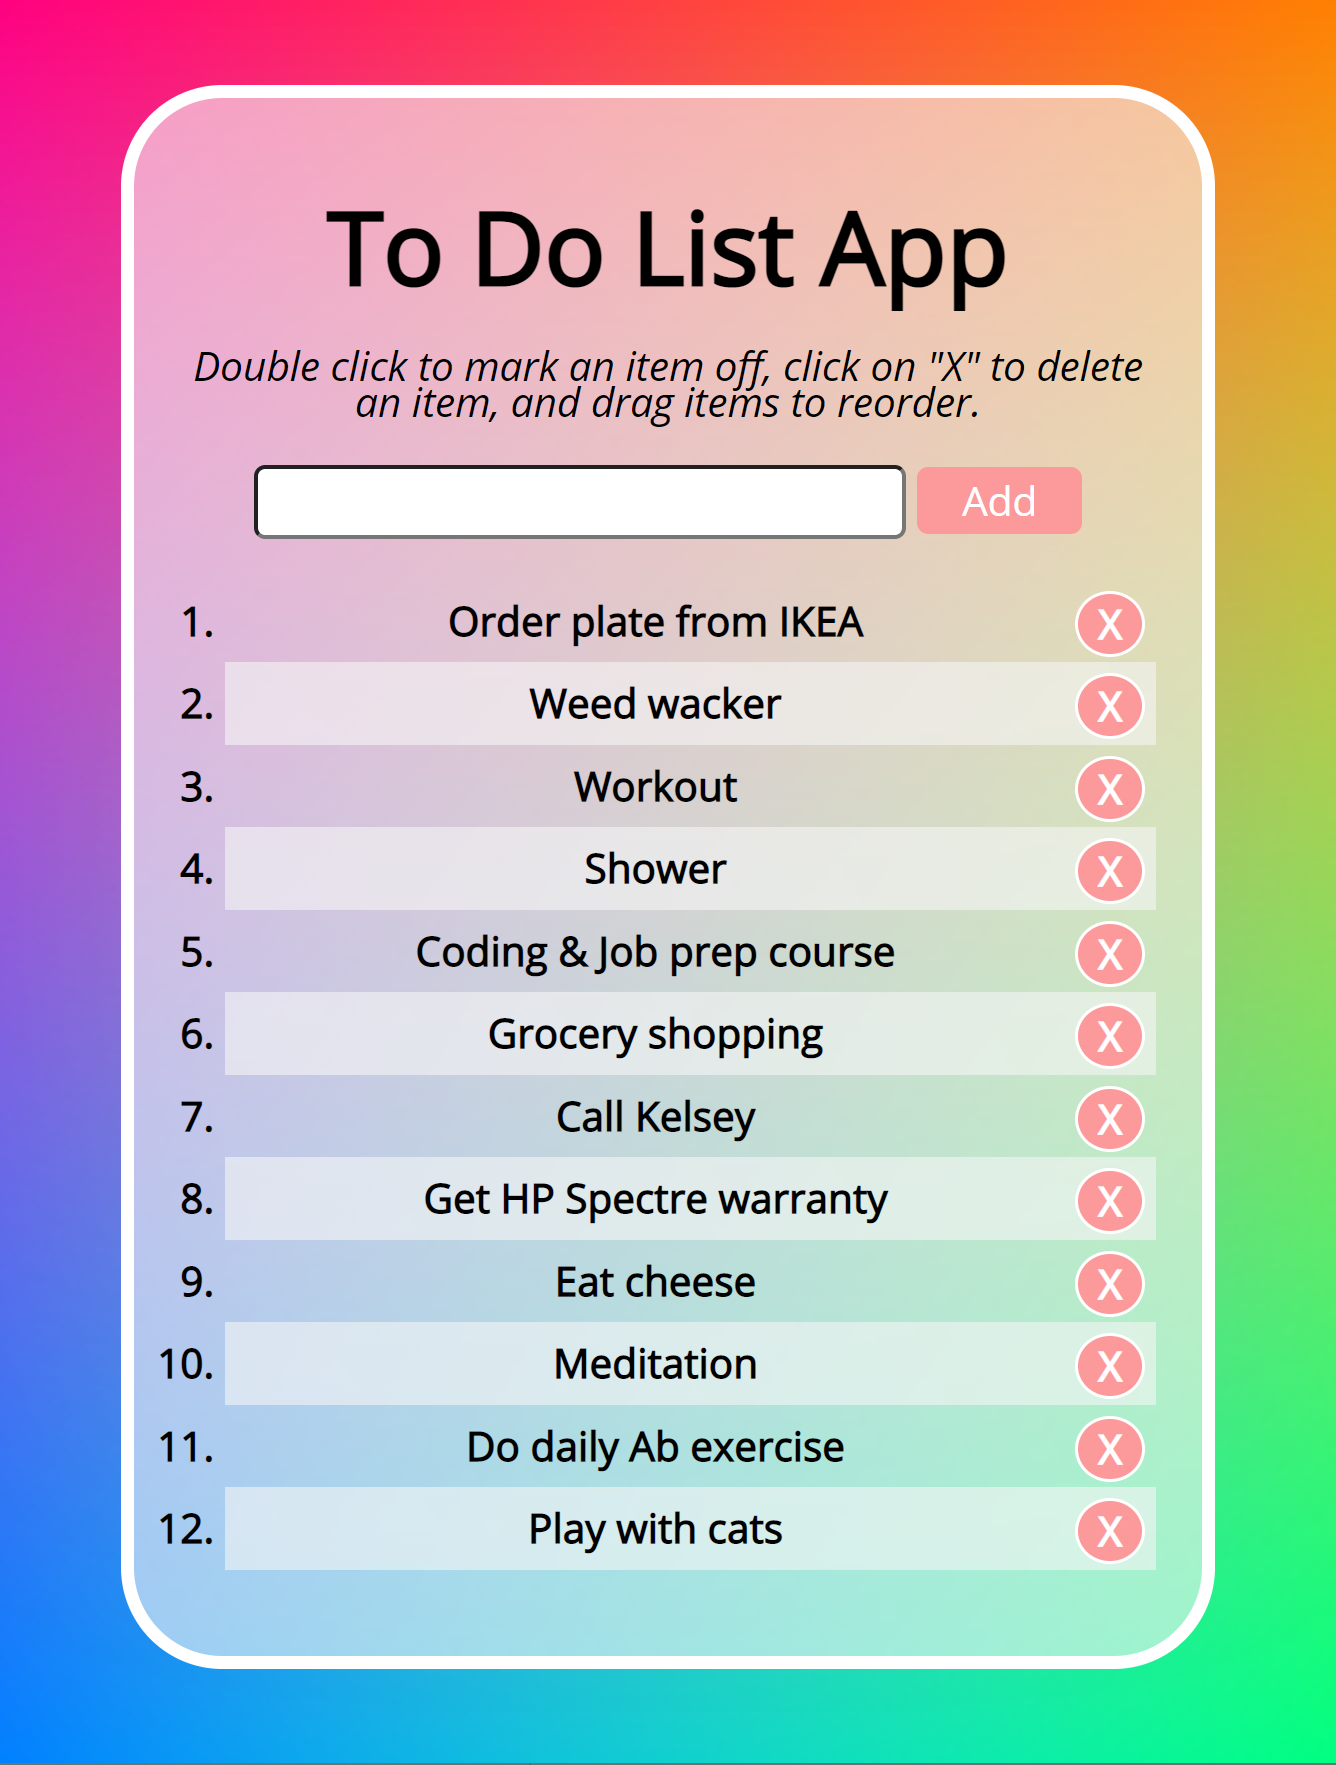 To Do List App
Double click to mark an item off, click on "X" to delete
an item, and drag items to reorder.
Add
1. Order plate from IKEA X
2. Weed wacker X
3. Workout X
4. Shower X
5. Coding & Job prep course X
6. Grocery shopping X
7. Call Kelsey X
8. Get HP Spectre warranty X
9. Eat cheese X
10. Meditation X
11. Do daily Ab exercise X
12. Play with cats X